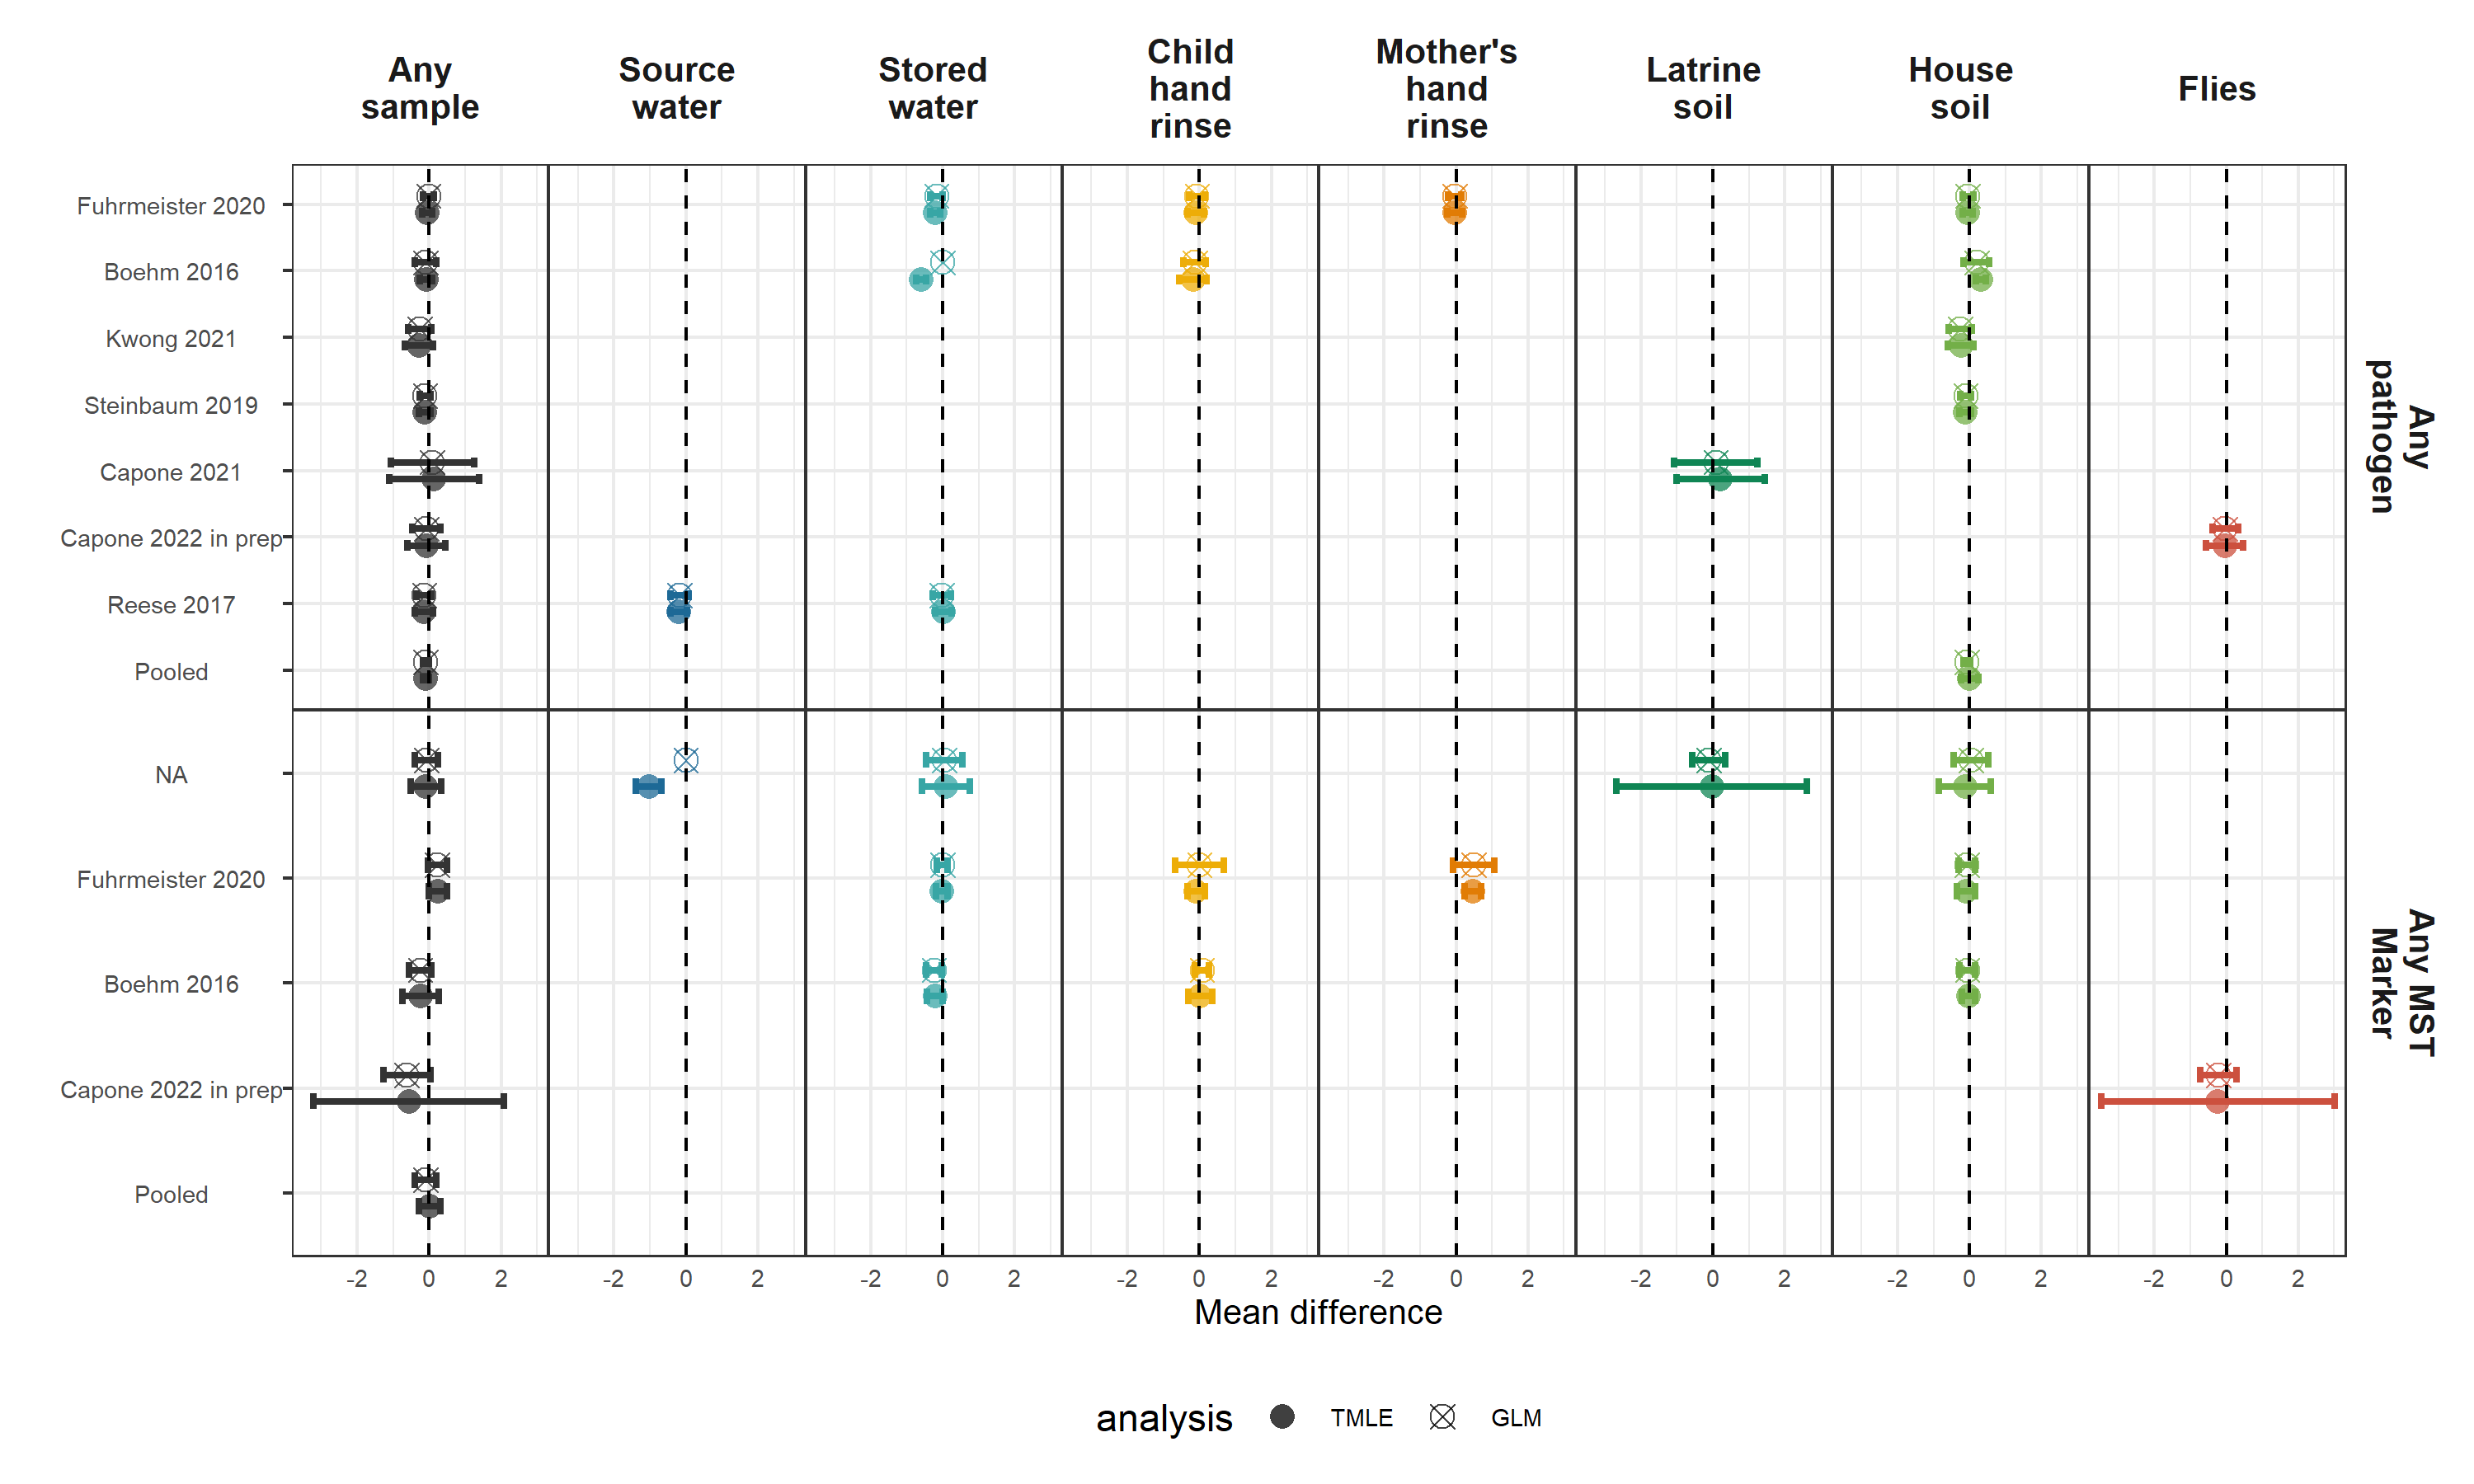 Any
sample
Source
water
Stored
water
Child
hand
rinse
Mother's
hand
rinse
Latrine
soil
House
soil
Flies
Fuhrmeister 2020
Boehm 2016
Kwong 2021
Steinbaum 2019
Capone 2021
Capone 2022 in prep
Reese 2017
Pooled
Any
pathogen
NA
Fuhrmeister 2020
Boehm 2016
Capone 2022 in prep
Pooled
Any MST
Marker
-2 0 2 -2 0 2 -2 0 2 -2 0 2 -2 0 2 -2 0 2 -2 0 2 -2 0 2
Mean difference
analysis TMLE GLM